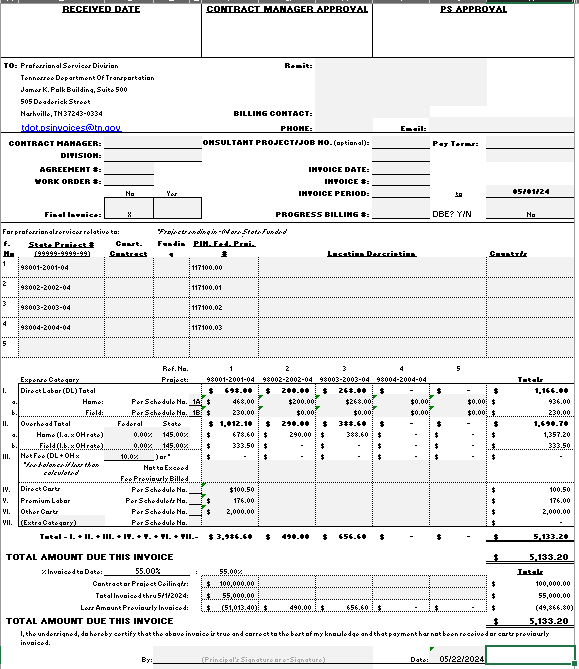 RECEIVED DATE CONTRACT MANAGER APPROVAL PS APPROVAL
TO: Professional Services Division Remit:
Tennessee Department Of Transportation
James K. Polk Building, Suite 500
505 Deaderick Street
Nashville, TN 37243-0334 BILLING CONTACT:
tdot.psinvoices@tn.gov PHONE: Email:
CONTRACT MANAGER: ONSULTANT PROJECT/JOB NO. (optional): Pay Terms:
DIVISION:
AGREEMENT #: INVOICE DATE:
WORK ORDER #: INVOICE #:
No Yes INVOICE PERIOD: to 05/01/24
Final Invoice: X PROGRESS BILLING #: DBE? Y/N No
For professional services relative to: *Projects ending in -04 are State Funded
f. State Project # Const. Fundin PIN. Fed. Proj.
No (99999-9999-99) Contract g # Location Description County/s
1 98001-2001-04 117100.00
2 98002-2002-04 117100.01
3 98003-2003-04 117100.02
4 98004-2004-04 117100.03
5
Ref. No. 1 2 3 4 5
Expense Category Project: 98001-2001-04 98002-2002-04 98003-2003-04 98004-2004-04 Totals
I. Direct Labor (DL) Total $ 698.00 $ 200.00 $ 268.00 $ - $ - $ 1,166.00
a. Home: Per Schedule No. 1A $ 468.00 $200.00 $268.00 $0.00 $0.00 936.00
b. Field: Per Schedule No. 1B $ 230.00 $0.00 $0.00 $0.00 $0.00 230.00
II. Overhead Total Federal State $ 1,012.10 $ 290.00 $ 388.60 $ - $ - $ 1,690.70
a. Home (I.a. x OH rate) 0.00% 145.00% $ 678.60 290.00 388.60 - - 1,357.20
b. Field (I.b. x OH rate) 0.00% 145.00% $ 333.50 - - - - 333.50
III. Net Fee (DL + OH x 10.0% ) or * $ - $ - $ - $ - $ - $ -
*fee balance if less than calculated Not to Exceed
Fee Previously Billed
IV. Direct Costs Per Schedule No. $100.50 $ 100.50
V. Premium Labor Per Schedule/s No. $ 176.00 $ 176.00
VI. Other Costs Per Schedule No. $ 2,000.00 $ 2,000.00
VII. (Extra Category) Per Schedule No. -
Total - I. + II. + III. + IV. + V. + VI. + VII.- $ 3,986.60 $ 490.00 $ 656.60 $ - $ - $ 5,133.20
TOTAL AMOUNT DUE THIS INVOICE $ 5,133.20
% Invoiced to Date: 55.00% : 55.00% Totals
Contract or Project Ceiling/s: $ 100,000.00 $ 100,000.00
Total Invoiced thru 5/1/2024: $ 55,000.00 $ 55,000.00
Less Amount Previously Invoiced: $ (51,013.40) $ 490.00 $ 656.60 $ - $ - $ (49,866.80)
TOTAL AMOUNT DUE THIS INVOICE $ 5,133.20
I, the undersigned, do hereby certify that the above invoice is true and correct to the best of my knowledge and that payment has not been received or costs previously
invoiced.
By: (Principal's Signature or e-Signature) Date: 05/22/2024